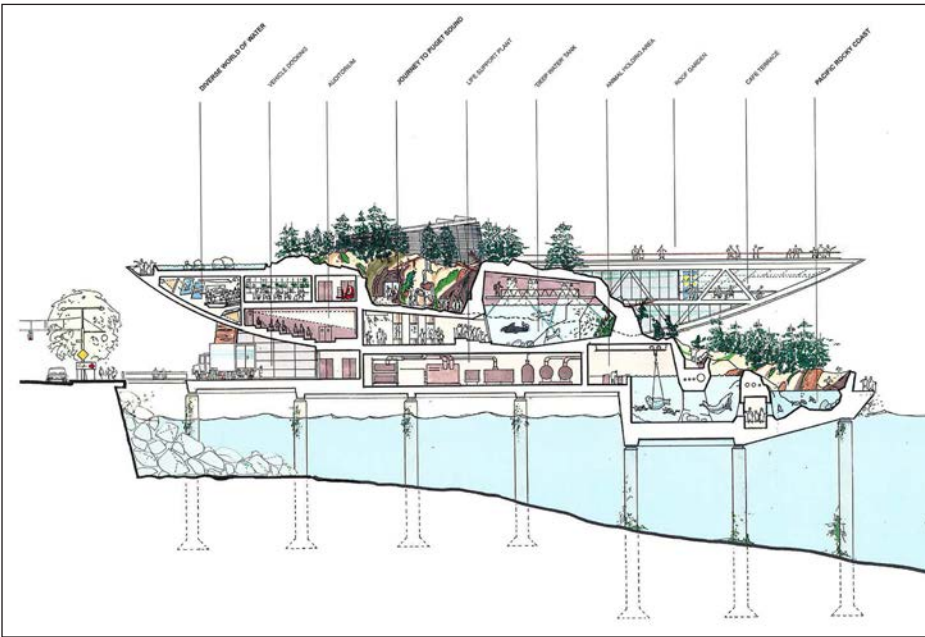 DIVERSE WORLD OF WATER
VEHICLE DOCKING
AUDITORIUM
JOURNEY TO PUGET SOUND
LIFE SUPPORT PLANT
'DEEP WATER' TANK
ANIMAL HOLDING AREA
ROOF GARDEN
CAFE TERRACE
PACIFIC ROCKY COAST